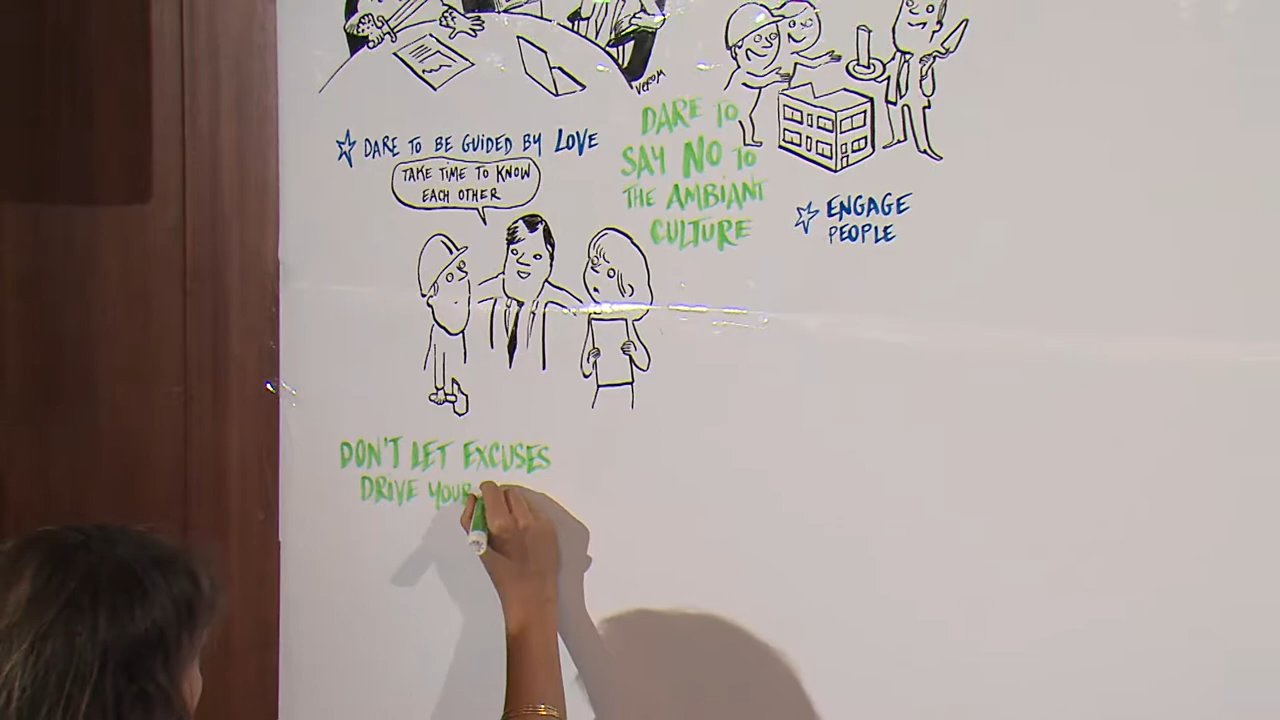 Verom
☆ DARE TO BE GUIDED BY LOVE
TAKE TIME TO KNOW
EACH OTHER
DARE TO
SAY NO TO
THE AMBIANT
CULTURE
☆ ENGAGE
PEOPLE
DON'T LET EXCUSES
DRIVE YOUR